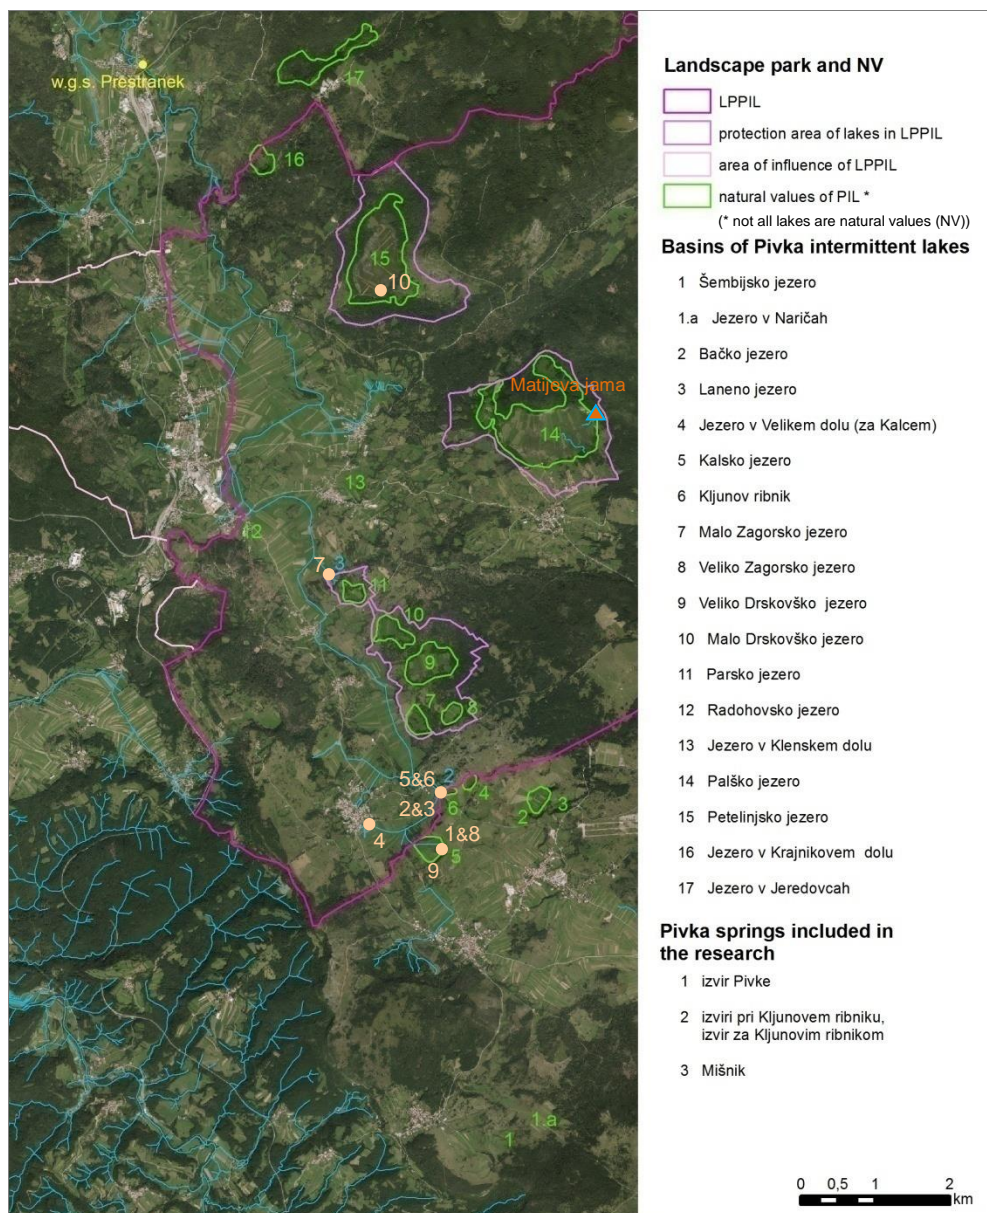 w.g.s. Prestranek
17
16
15
10
Matijova jama
14
13
12
7
3
11
10
9
7
8
5&6
2
4
2&3
6
2
3
1&8
4
5
9
1.a
1
Landscape park and NV
LPPIL
protection area of lakes in LPPIL
area of influence of LPPIL
natural values of PIL *
(* not all lakes are natural values (NV))
Basins of Pivka intermittent lakes
1 Šembijsko jezero
1.a Jezero v Naričah
2 Bačko jezero
3 Laneno jezero
4 Jezero v Velikem dolu (za Kalcem)
5 Kalsko jezero
6 Kljunov ribnik
7 Malo Zagorsko jezero
8 Veliko Zagorsko jezero
9 Veliko Drskovško jezero
10 Malo Drskovško jezero
11 Parsko jezero
12 Radohovsko jezero
13 Jezero v Klenskem dolu
14 Palško jezero
15 Petelinjsko jezero
16 Jezero v Krajnikovem dolu
17 Jezero v Jeredovcah
Pivka springs included in
the research
1 izvir Pivke
2 izviri pri Kljunovem ribniku,
izvir za Kljunovim ribnikom
3 Mišnik
0 0,5 1 2
km